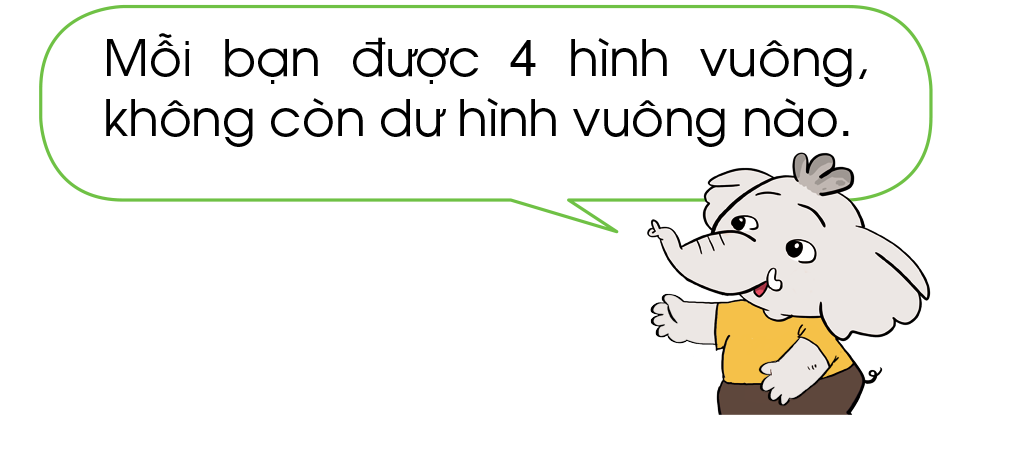 Mỗi bạn được 4 hình vuông,
không còn dư hình vuông nào.